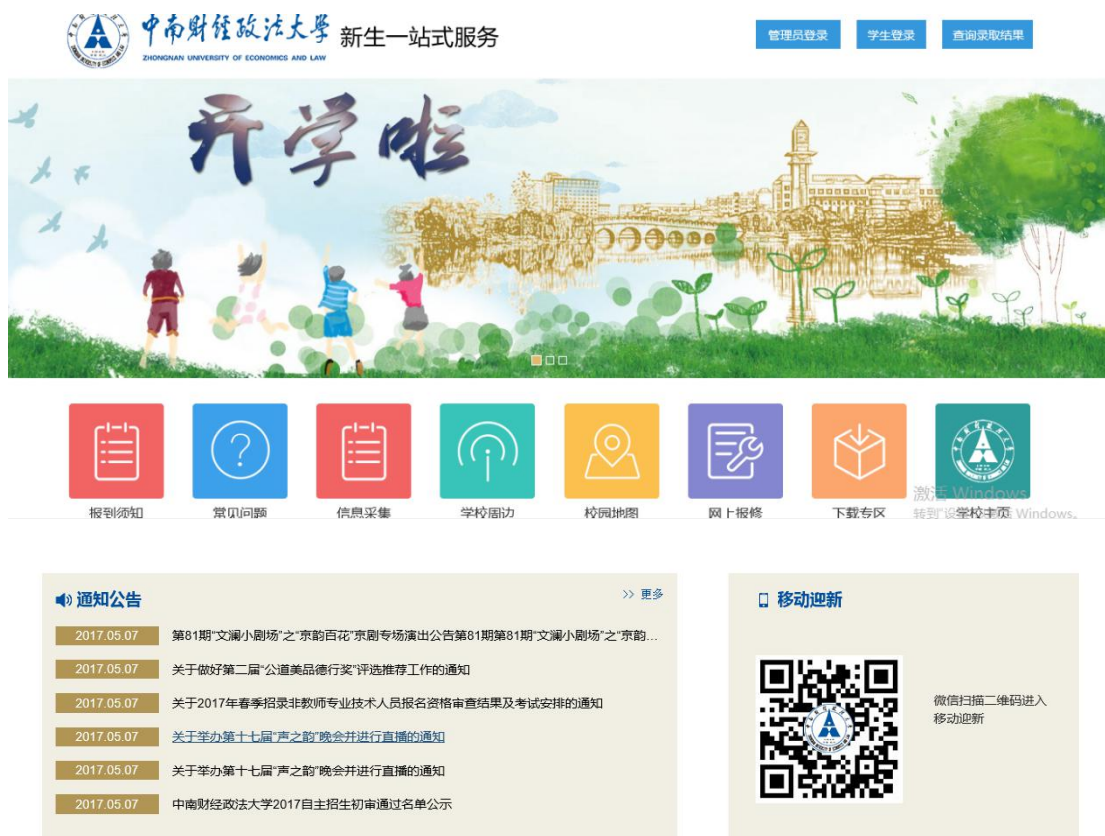 中南财经政法大学 新生一站式服务
ZHONGNAN UNIVERSITY OF ECONOMICS AND LAW
管理员登录 学生登录 查询录取结果
开学啦
报到须知 常见问题 信息采集 学校周边 校园地图 网上报修 下载专区 学校主页
激活 Windows
通知公告 >> 更多
2017.05.07 第81期“文澜小剧场”之“京韵百花”京剧专场演出公告第81期第81期“文澜小剧场”之“京韵...
2017.05.07 关于做好第二届“公道美品德行奖”评选推荐工作的通知
2017.05.07 关于2017年春季招录非教师专业技术人员报名资格审查结果及考试安排的通知
2017.05.07 关于举办第十七届“声之韵”晚会并进行直播的通知
2017.05.07 关于举办第十七届“声之韵”晚会并进行直播的通知
2017.05.07 中南财经政法大学2017自主招生初审通过名单公示
移动迎新
微信扫描二维码进入
移动迎新